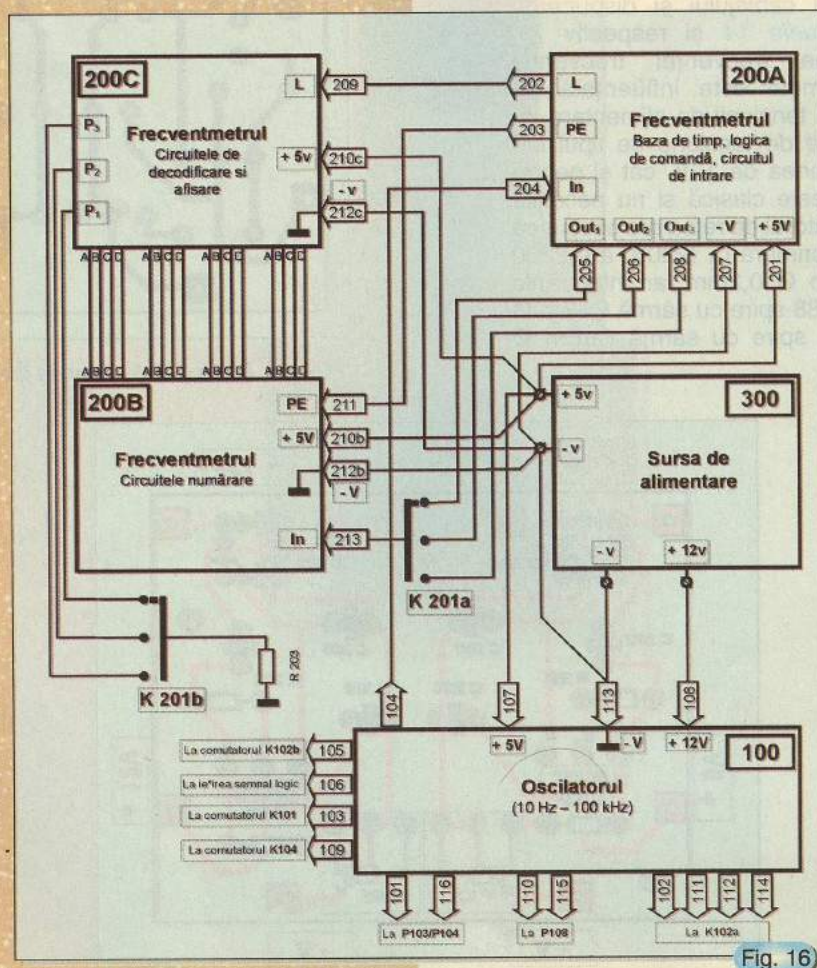 200C
L
209
202
L
200A
P3
Frecventmetrul
Circuitele de
decodificare si
afisare
+ 5v
210c
- v
212c
P2
P1
203
PE
Frecventmetrul
Baza de timp, logica
de comandă, circuitul
de intrare
204
In
Out1
Out2
Out3
- V
+ 5V
205
206
208
207
201
A B C D
A B C D
A B C D
A B C D
A B C D
A B C D
A B C D
A B C D
200B
PE
211
+ 5V
210b
Frecventmetrul
Circuitele numărare
212b
- V
In
213
+ 5v
300
- v
Sursa de
alimentare
- v
+ 12v
K 201a
K 201b
R 203
104
107
113
108
+ 5V
- V
+ 12V
100
Oscilatorul
(10 Hz – 100 kHz)
La comutatorul K102b
105
La ie*irea semnal logic
106
La comutatorul K101
103
La comutatorul K104
109
101
116
110
115
102
111
112
114
La P103/P104
La P108
La K102a
Fig. 16